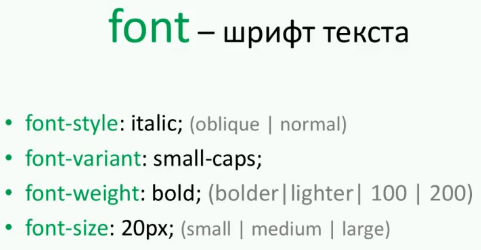 font – шрифт текста
• font-style: italic; (oblique | normal)
• font-variant: small-caps;
• font-weight: bold; (bolder|lighter| 100 | 200)
• font-size: 20px; (small | medium | large)